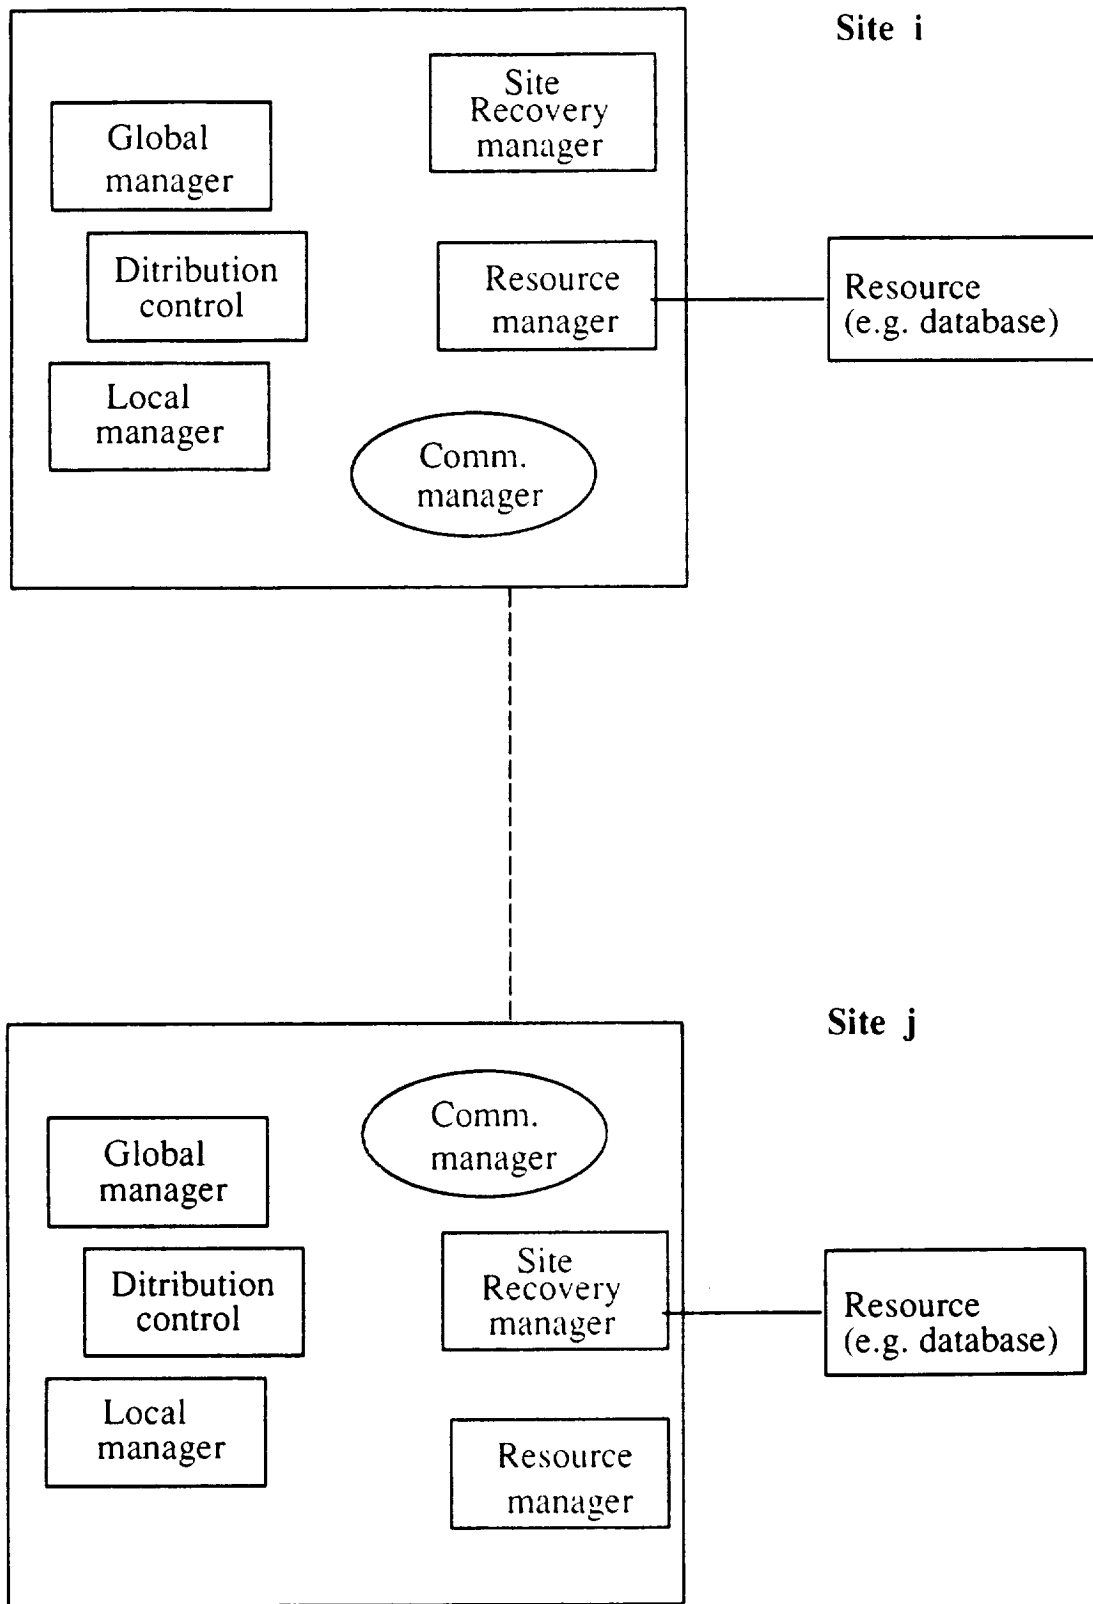 Site i
Site
Recovery
manager
Global
manager
Ditribution
control
Resource
manager
Resource
(e.g. database)
Local
manager
Comm.
manager
Site j
Comm.
manager
Global
manager
Site
Recovery
manager
Ditribution
control
Resource
(e.g. database)
Local
manager
Resource
manager